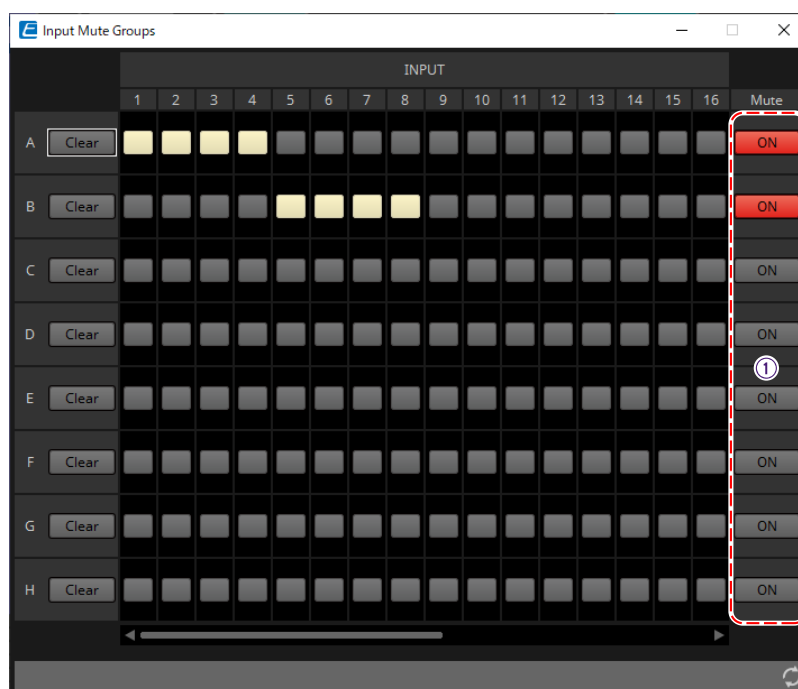 Input Mute Groups
INPUT
1 2 3 4 5 6 7 8 9 10 11 12 13 14 15 16 Mute
A Clear ON
B Clear ON
C Clear ON
D Clear ON
①
E Clear ON
F Clear ON
G Clear ON
H Clear ON